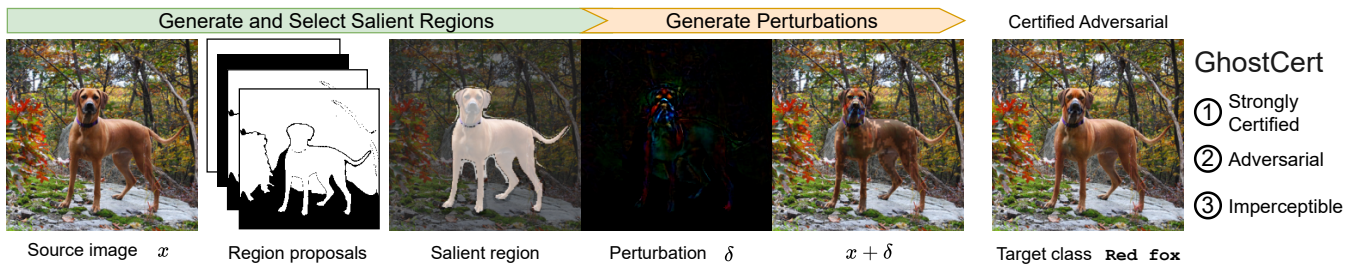 Generate and Select Salient Regions
Generate Perturbations
Certified Adversarial
GhostCert
① Strongly
Certified
② Adversarial
③ Imperceptible
Source image x
Region proposals
Salient region
Perturbation δ
x + δ
Target class Red fox